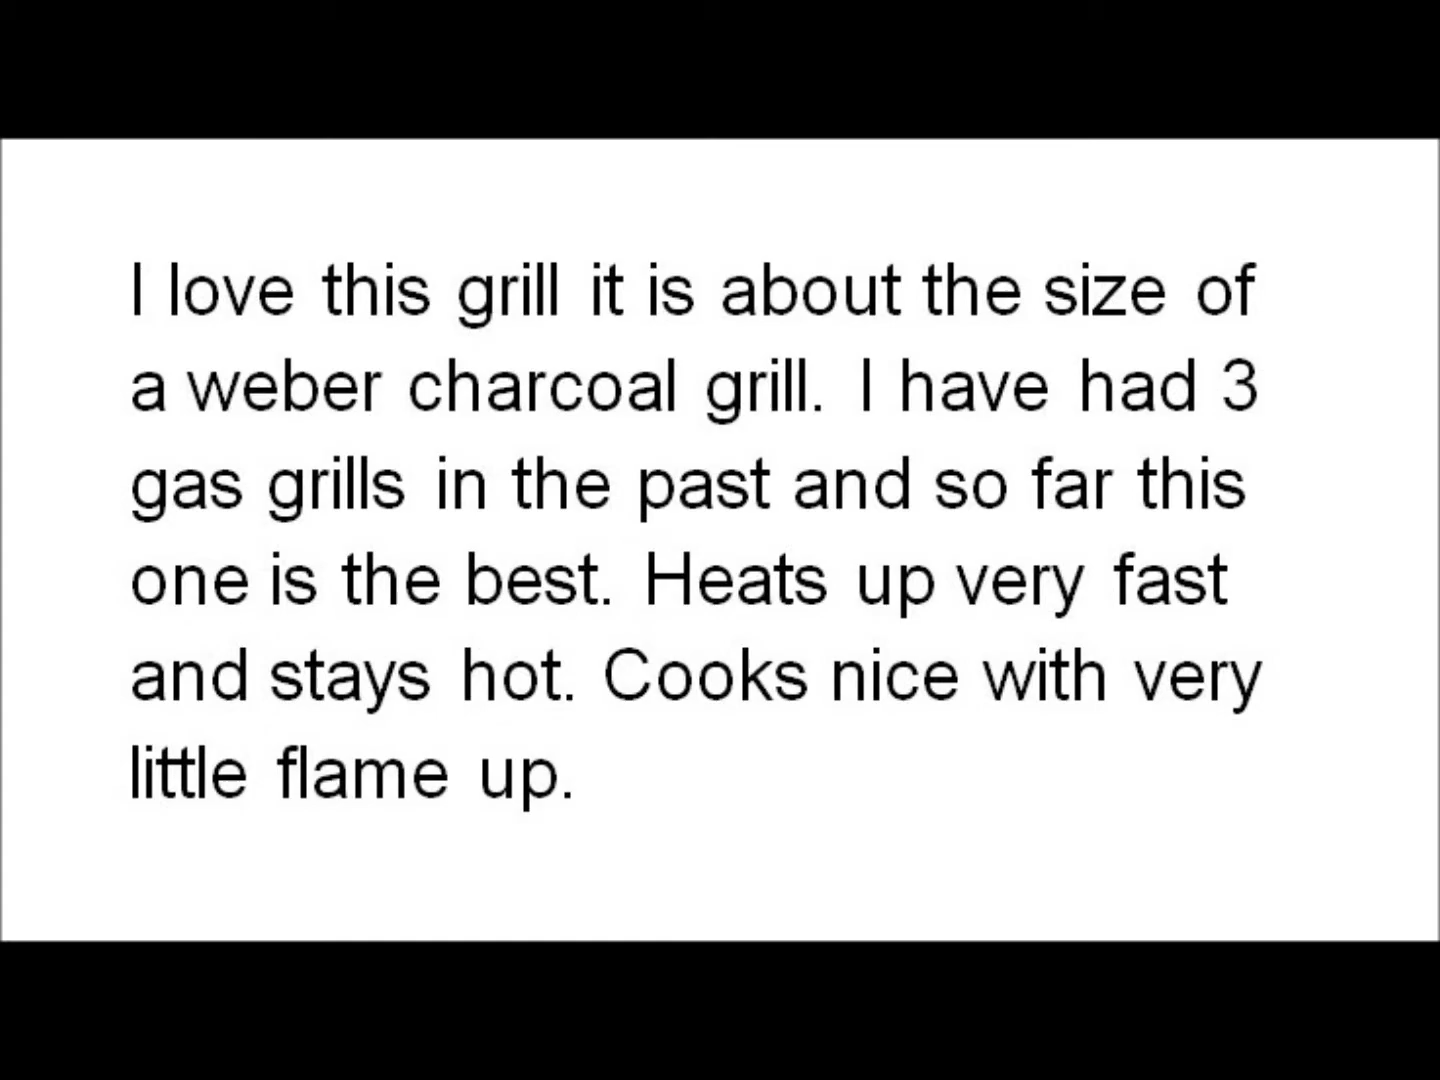 I love this grill it is about the size of
a weber charcoal grill. I have had 3
gas grills in the past and so far this
one is the best. Heats up very fast
and stays hot. Cooks nice with very
little flame up.